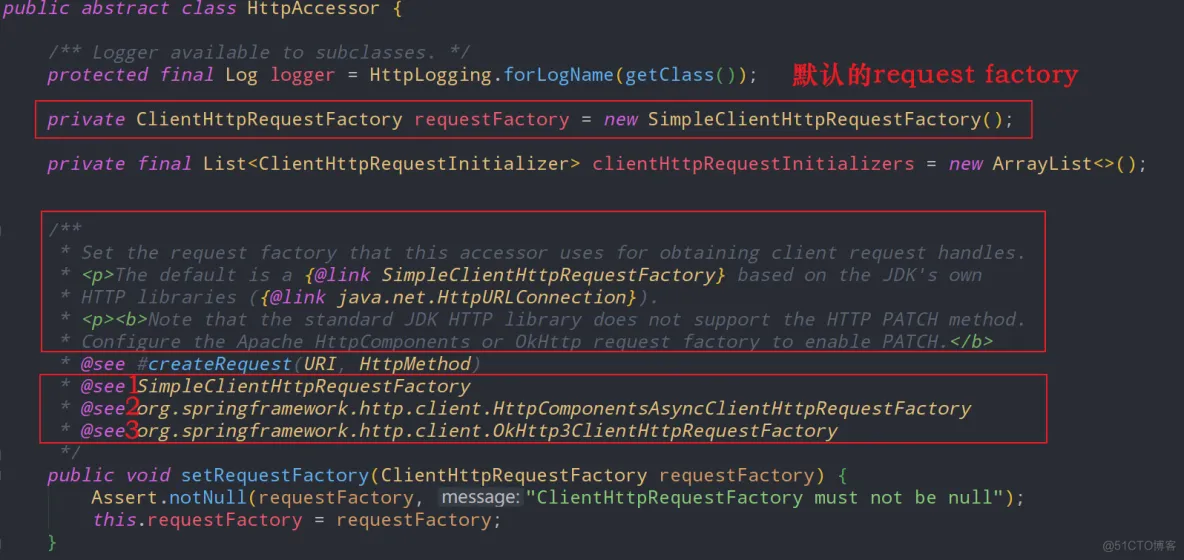 public abstract class HttpAccessor {
/** Logger available to subclasses. */
protected final Log logger = HttpLogging.forLogName(getClass());
默认的request factory
private ClientHttpRequestFactory requestFactory = new SimpleClientHttpRequestFactory();
private final List<ClientHttpRequestInitializer> clientHttpRequestInitializers = new ArrayList<>();
/**
* Set the request factory that this accessor uses for obtaining client request handles.
* <p>The default is a {@link SimpleClientHttpRequestFactory} based on the JDK's own
* HTTP libraries ({@link java.net.HttpURLConnection}).
* <p><b>Note that the standard JDK HTTP library does not support the HTTP PATCH method.
* Configure the Apache HttpComponents or OkHttp request factory to enable PATCH.</b>
* @see #createRequest(URI, HttpMethod)
* @see 1 SimpleClientHttpRequestFactory
* @see 2 org.springframework.http.client.HttpComponentsAsyncClientHttpRequestFactory
* @see 3 org.springframework.http.client.OkHttp3ClientHttpRequestFactory
*/
public void setRequestFactory(ClientHttpRequestFactory requestFactory) {
Assert.notNull(requestFactory, message: "ClientHttpRequestFactory must not be null");
this.requestFactory = requestFactory;
}
@51CTO博客